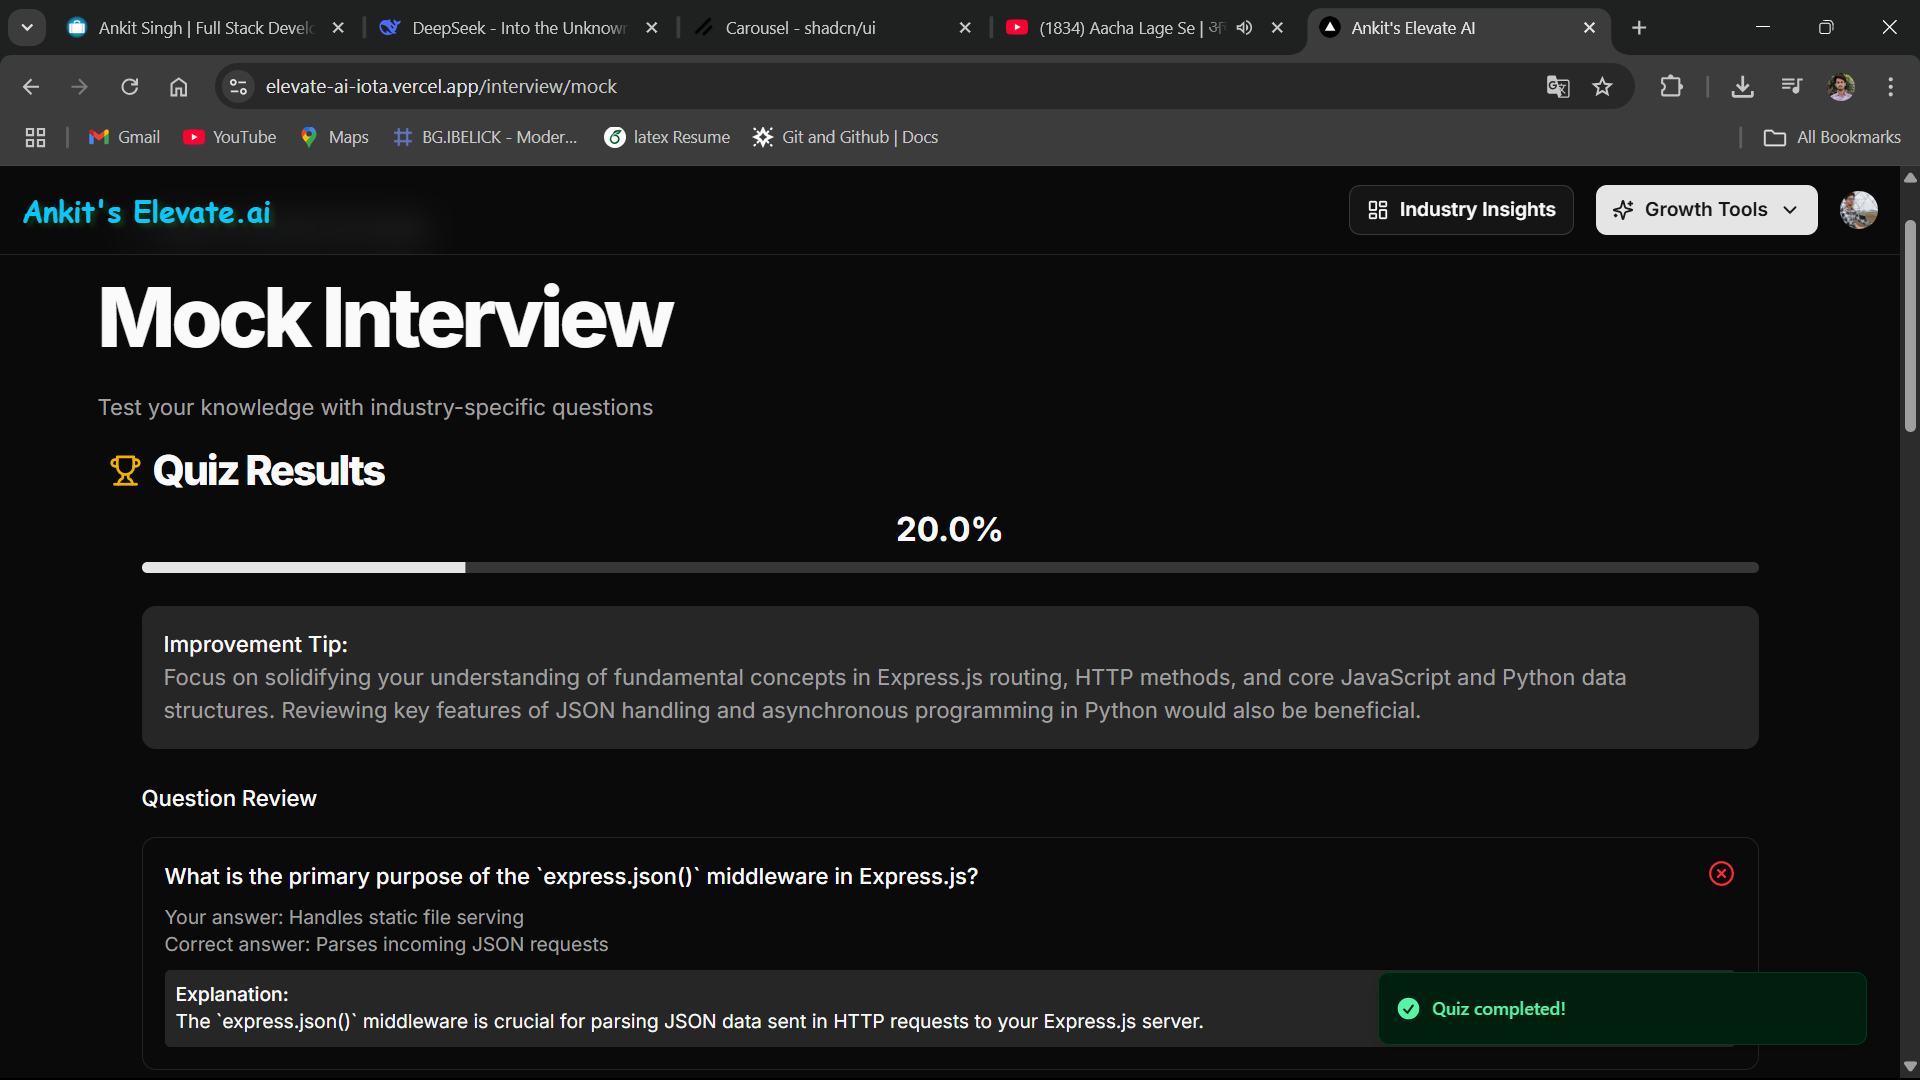 Ankit Singh | Full Stack Develo
DeepSeek - Into the Unknown
Carousel - shadcn/ui
(1834) Aacha Lage Se |
Ankit's Elevate AI
elevate-ai-iota.vercel.app/interview/mock
Gmail
YouTube
Maps
BG.IBELICK - Moder...
latex Resume
Git and Github | Docs
All Bookmarks
Ankit's Elevate.ai
Industry Insights
Growth Tools
Mock Interview
Test your knowledge with industry-specific questions
Quiz Results
20.0%
Improvement Tip:
Focus on solidifying your understanding of fundamental concepts in Express.js routing, HTTP methods, and core JavaScript and Python data
structures. Reviewing key features of JSON handling and asynchronous programming in Python would also be beneficial.
Question Review
What is the primary purpose of the `express.json()` middleware in Express.js?
Your answer: Handles static file serving
Correct answer: Parses incoming JSON requests
Explanation:
The `express.json()` middleware is crucial for parsing JSON data sent in HTTP requests to your Express.js server.
Quiz completed!